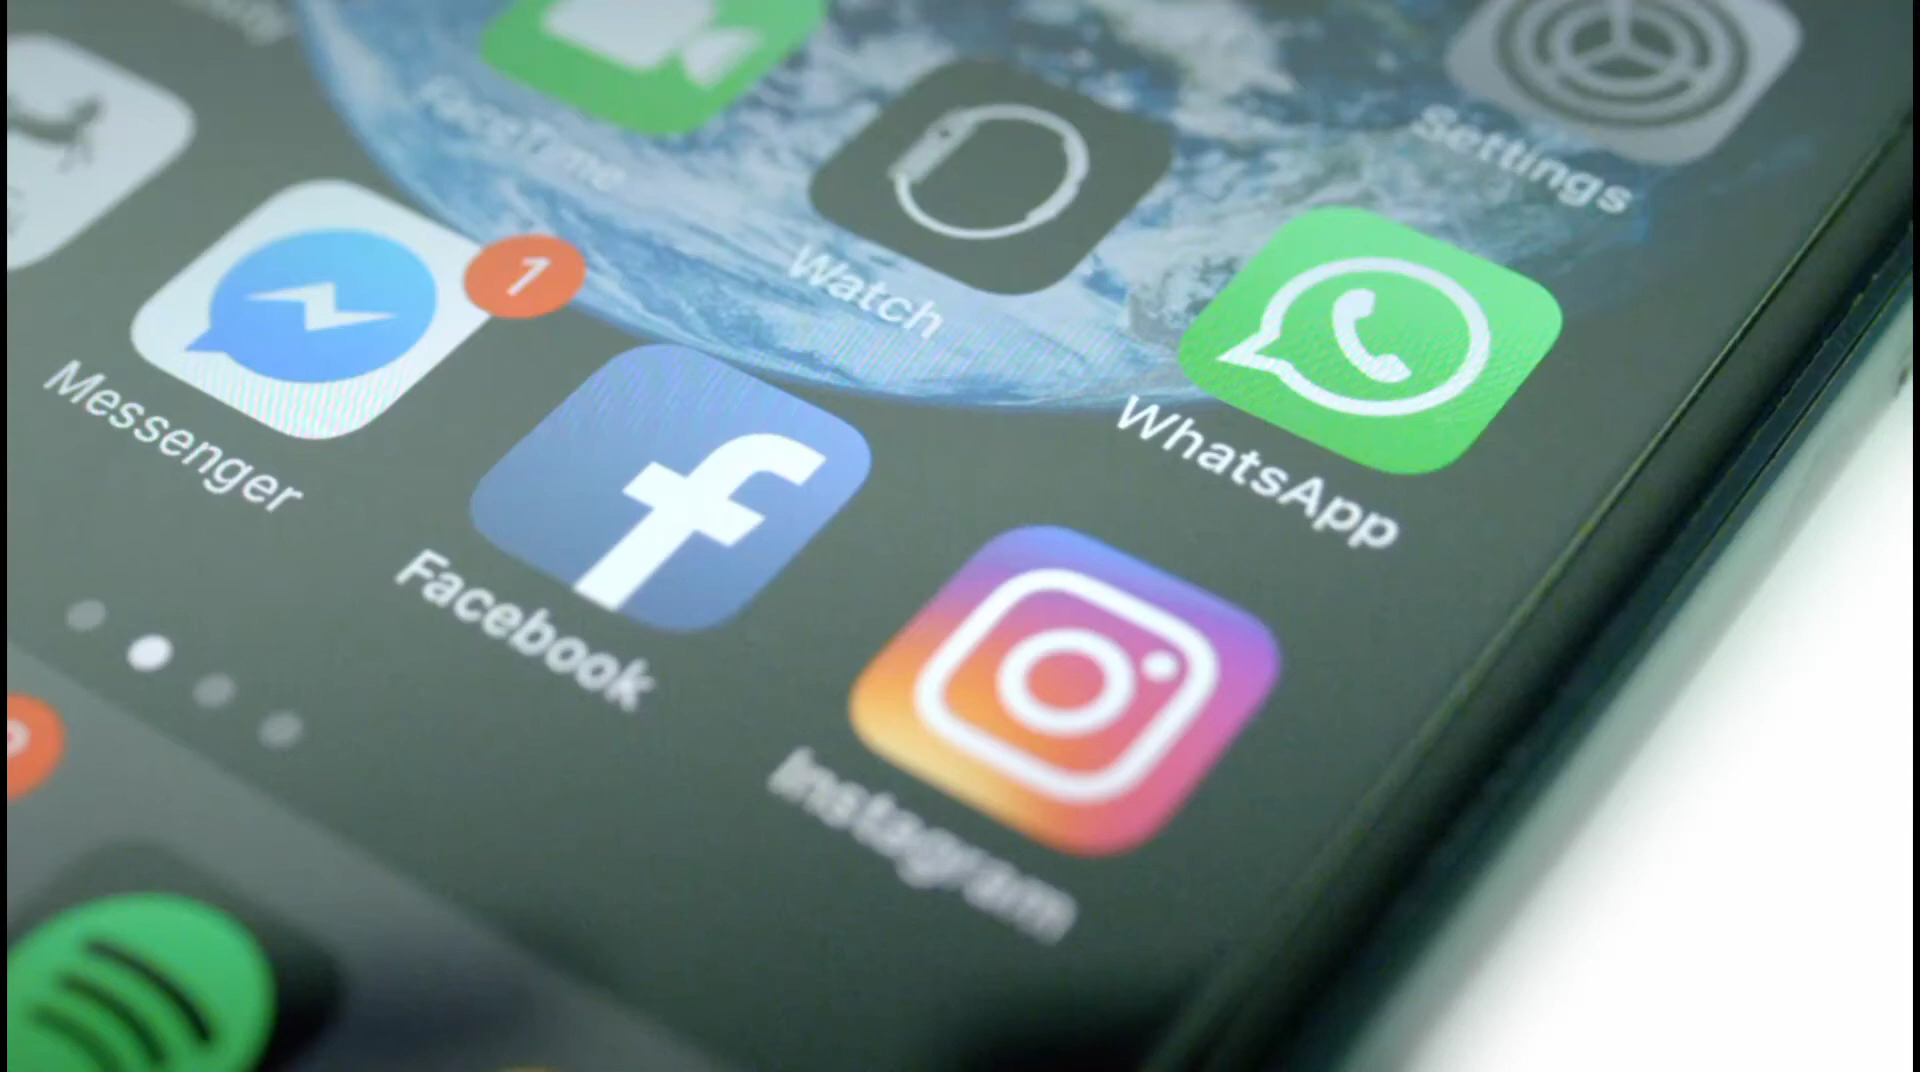 FaceTime
Watch
Settings
1
Messenger
Facebook
WhatsApp
Instagram